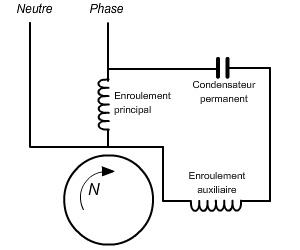 Neutre Phase
Condensateur
permanent
Enroulement
principal
Enroulement
auxiliaire
N